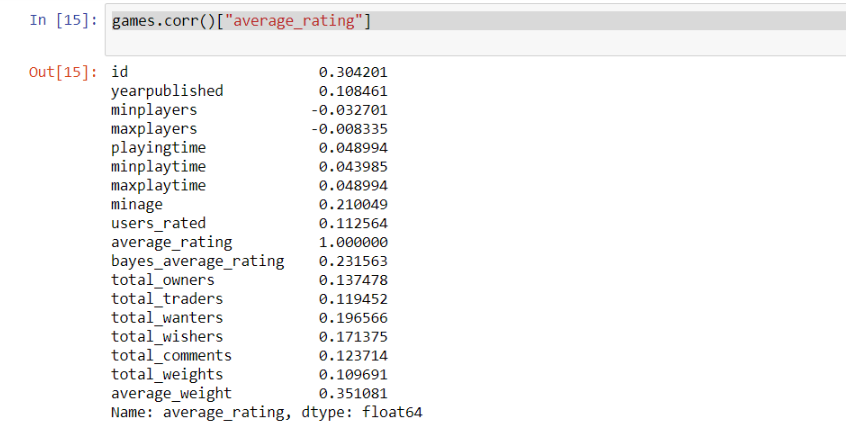 In [15]: games.corr()["average_rating"]
Out[15]: id 0.304201
yearpublished 0.108461
minplayers -0.032701
maxplayers -0.008335
playingtime 0.048994
minplaytime 0.043985
maxplaytime 0.048994
minage 0.210049
users_rated 0.112564
average_rating 1.000000
bayes_average_rating 0.231563
total_owners 0.137478
total_traders 0.119452
total_wanters 0.196566
total_wishers 0.171375
total_comments 0.123714
total_weights 0.109691
average_weight 0.351081
Name: average_rating, dtype: float64